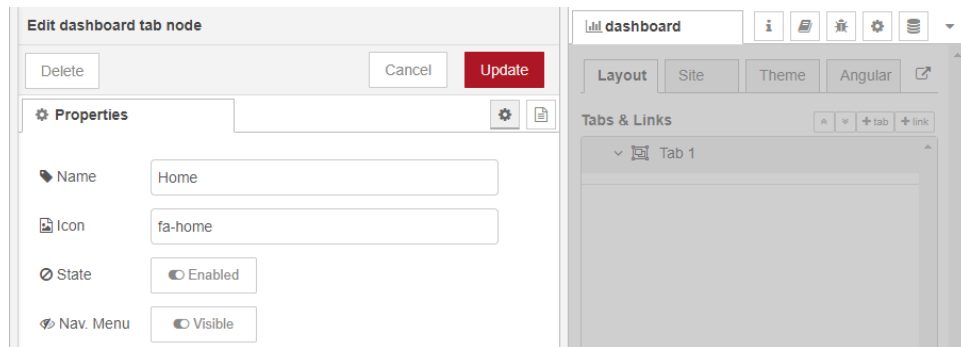 Edit dashboard tab node
Delete
Cancel
Update
Properties
Name
Home
Icon
fa-home
State
Enabled
Nav. Menu
Visible
dashboard
i
Layout
Site
Theme
Angular
Tabs & Links
+tab
+link
Tab 1